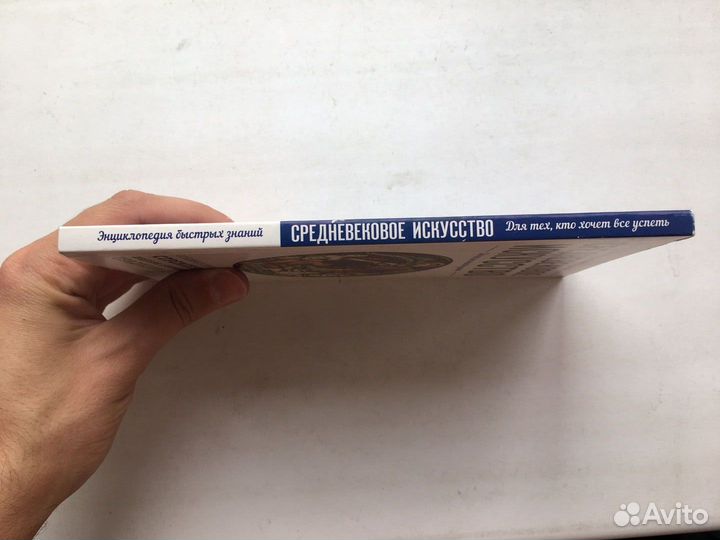 Энциклопедия быстрых знаний СРЕДНЕВЕКОВОЕ ИСКУССТВО Для тех, кто хочет все успеть
Avito